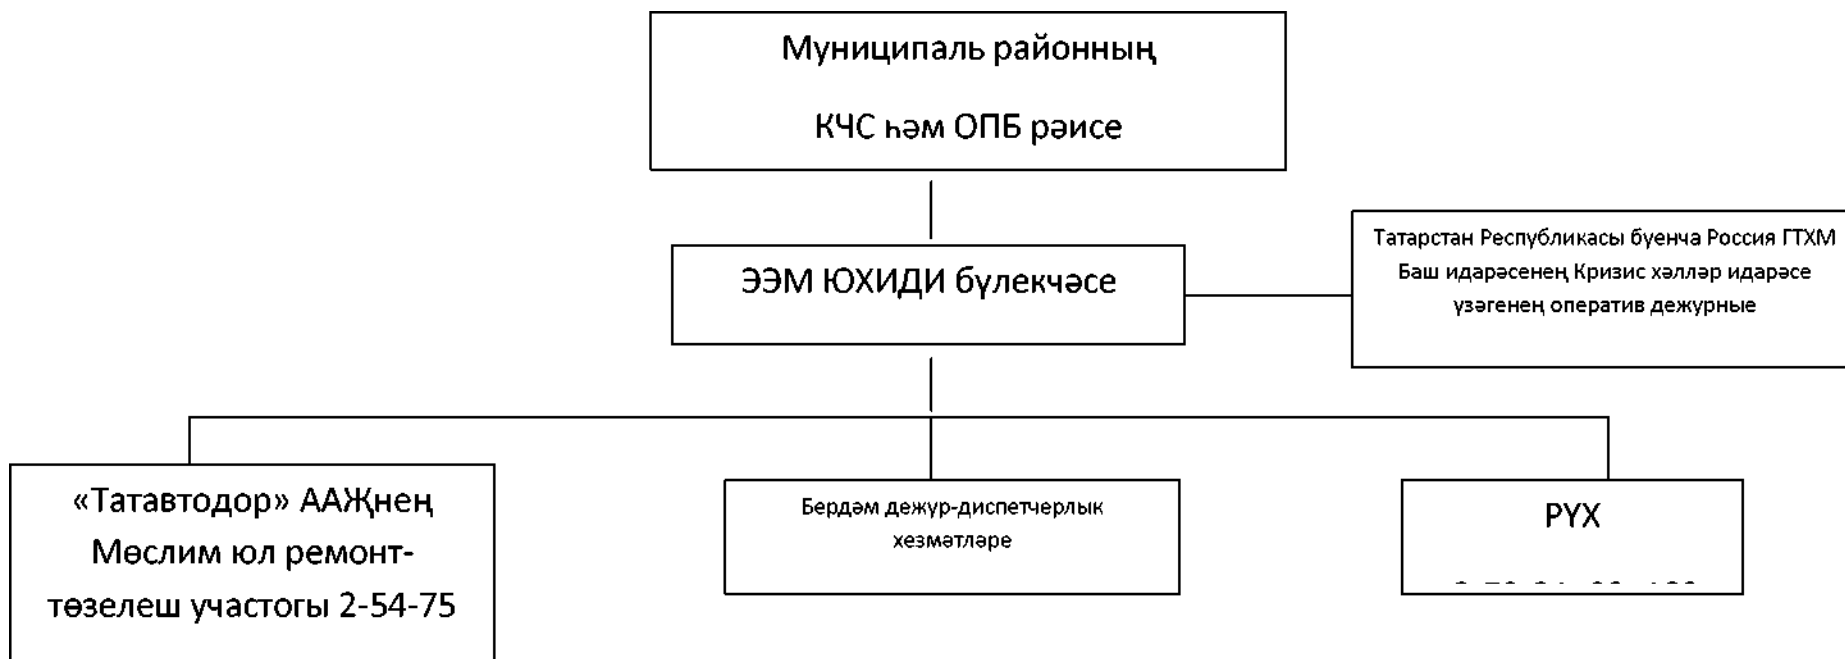 Муниципаль районның
КЧС һәм ОПБ рәисе
ЭЭМ ЮХИДИ бүлекчәсе
Татарстан Республикасы буенча Россия ГТХМ
Баш идарәсенең Кризис хәлләр идарәсе
үзәгенең оператив дежурные
«Татавтодор» ААҖнең
Мөслим юл ремонт-
төзелеш участогы 2-54-75
Бердәм дежур-диспетчерлык
хезмәтләре
РҮХ